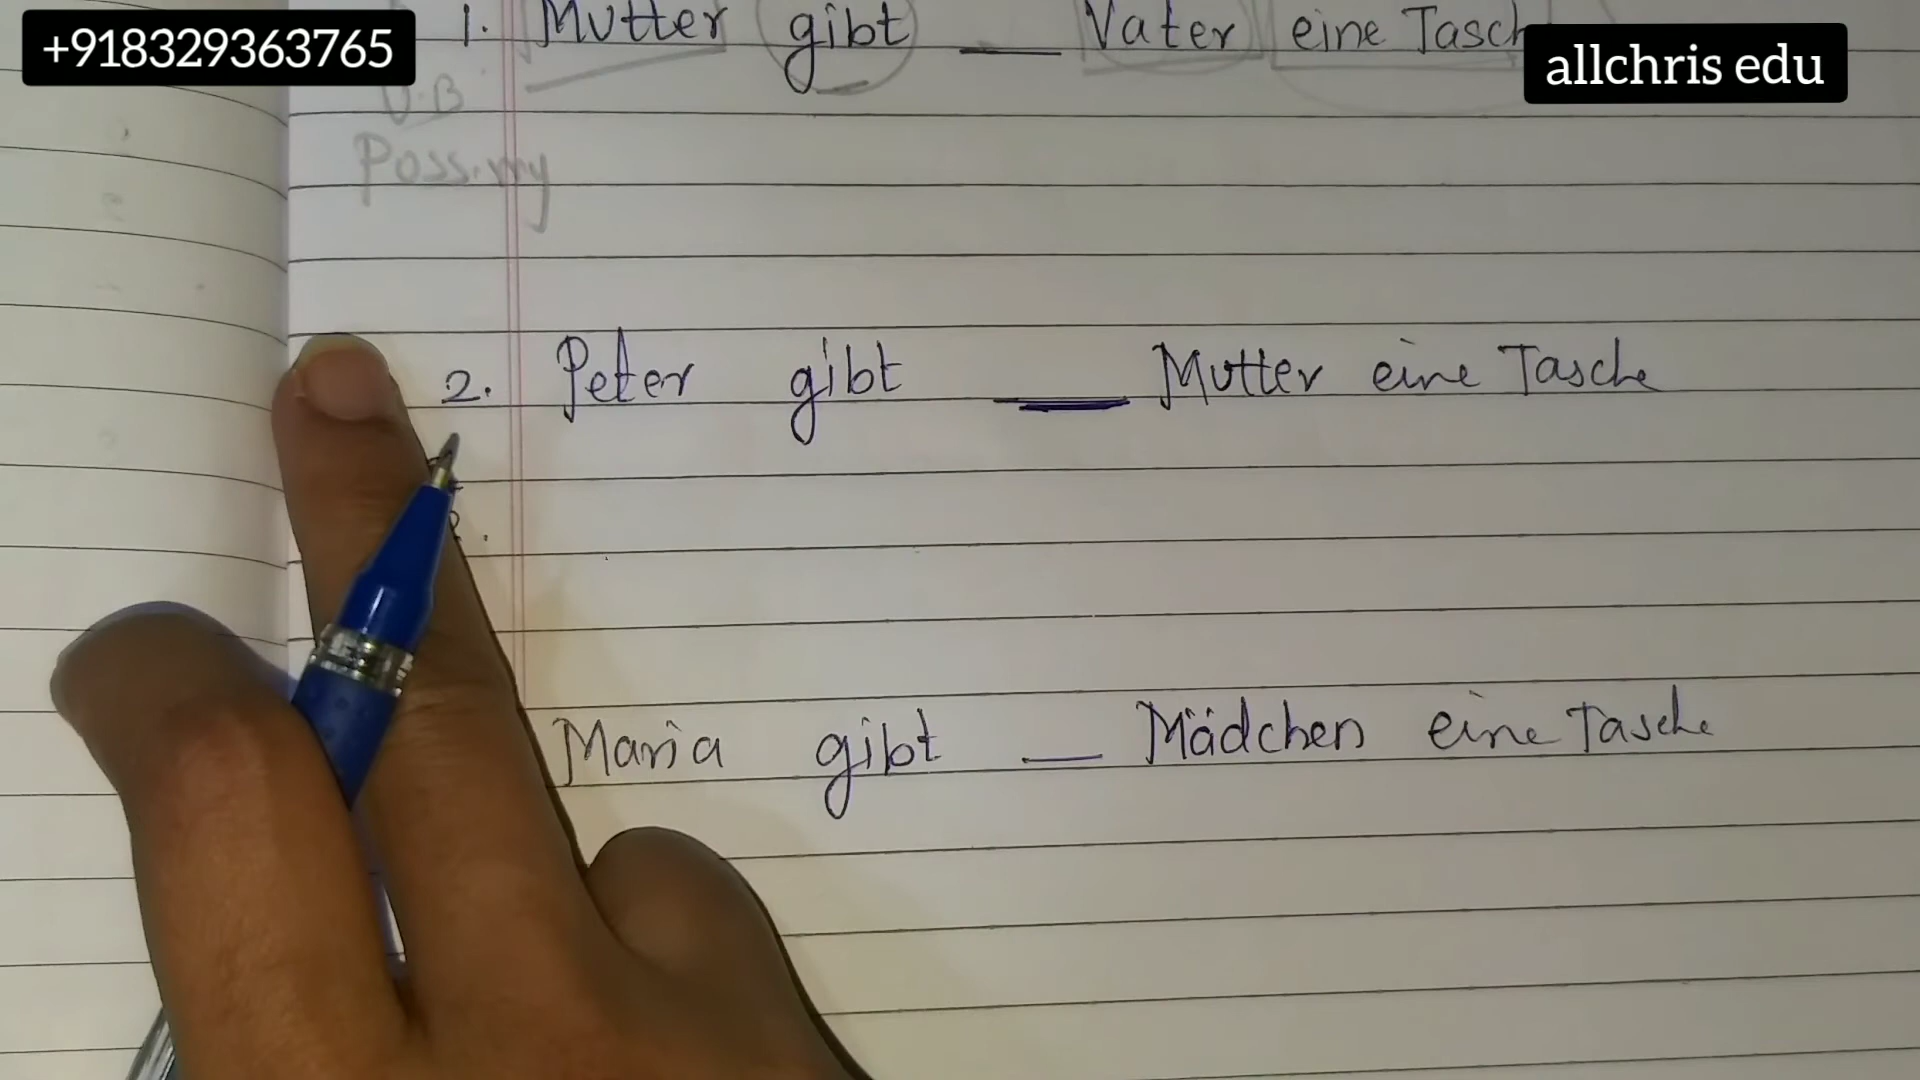 +918329363765
allchris edu
1. Mutter gibt ___ Vater eine Tasch
Poss. my
2. Peter gibt ___ Mutter eine Tasche
Maria gibt ___ Mädchen eine Tasche